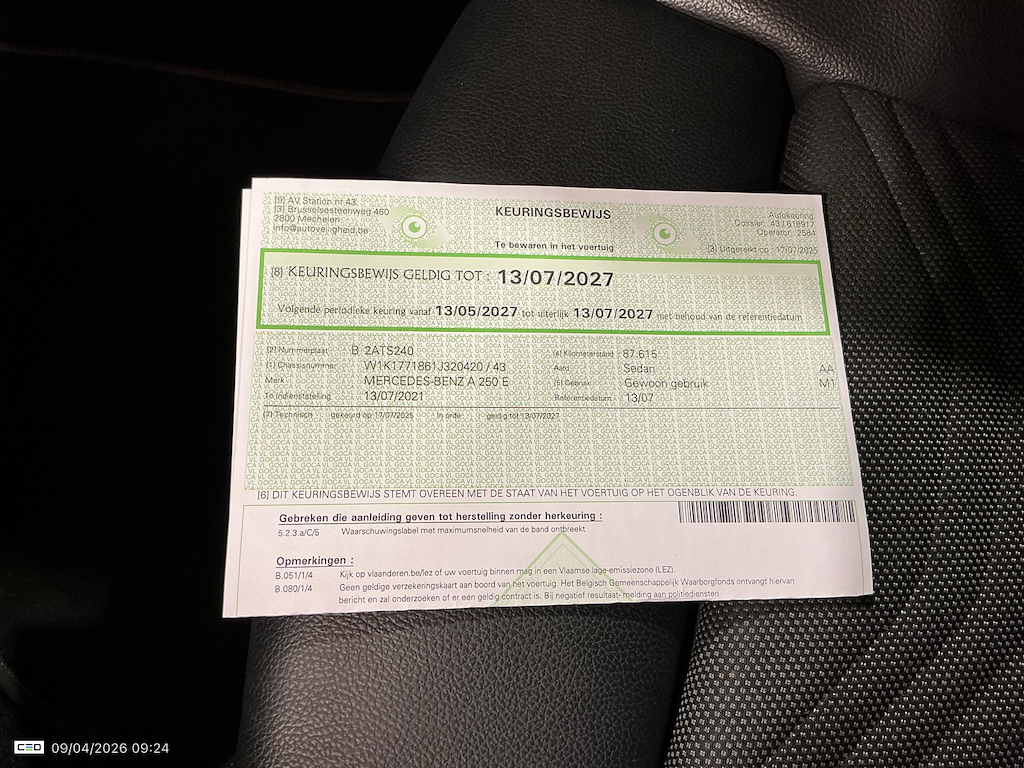 [9] AV Station nr 43
[3] Brusselsesteenweg 460
2800 Mechelen
info@autoveiligheid.be
KEURINGSBEWIJS
Te bewaren in het voertuig
Autokeuring
Dossier: 43 / 618917
Operator: 2584
[3] Uitgereikt op: 17/07/2025
[8] KEURINGSBEWIJS GELDIG TOT : 13/07/2027
Volgende periodieke keuring vanaf 13/05/2027 tot uiterlijk 13/07/2027 met behoud van de referentiedatum
[2] Nummerplaat B 2ATS240
(1) Chassisnummer W1K1771861J320420 / 43
Merk MERCEDES-BENZ A 250 E
Te indienststelling 13/07/2021
[4] Kilometerstand 87.615
Aard Sedan AA
[5] Gebruik Gewoon gebruik M1
Referentiedatum 13/07
[7] Technisch gekeurd op 17/07/2025 In orde geldig tot 13/07/2027
[6] DIT KEURINGSBEWIJS STEMT OVEREEN MET DE STAAT VAN HET VOERTUIG OP HET OGENBLIK VAN DE KEURING.
Gebreken die aanleiding geven tot herstelling zonder herkeuring :
5.2.3.a/C/5 Waarschuwingslabel met maximumsnelheid van de band ontbreekt
Opmerkingen :
B.051/1/4 Kijk op vlaanderen.be/lez of uw voertuig binnen mag in een Vlaamse lage-emissiezone (LEZ).
B.080/1/4 Geen geldige verzekeringskaart aan boord van het voertuig. Het Belgisch Gemeenschappelijk Waarborgfonds ontvangt hiervan
bericht en zal onderzoeken of er een geldig contract is. Bij negatief resultaat- melding aan politiediensten
CEO 09/04/2026 09:24